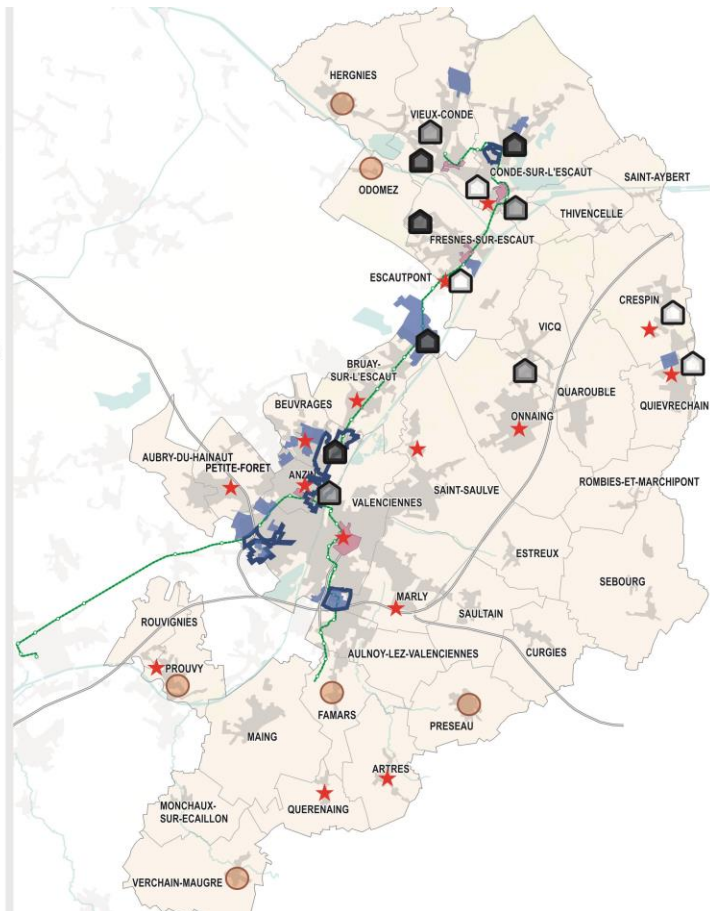 HERGNIES
VIEUX-CONDE
CONDE-SUR-L'ESCAUT
SAINT-AYBERT
ODOMEZ
THIVENCELLE
FRESNES-SUR-ESCAUT
ESCAUTPONT
CRESPIN
VICQ
BRUAY-
SUR-L'ESCAUT
QUAROUBLE
BEUVRAGES
QUIEVRECHAIN
ONNAING
AUBRY-DU-HAINAUT
PETITE-FORET
ANZIN
ROMBIES-ET-MARCHIPONT
SAINT-SAULVE
VALENCIENNES
ESTREUX
SEBOURG
MARLY
SAULTAIN
ROUVIGNIES
CURGIES
AULNOY-LEZ-VALENCIENNES
PROUVY
FAMARS
PRESEAU
MAING
ARTRES
MONCHAUX-
SUR-ECAILLON
QUERENAING
VERCHAIN-MAUGRE